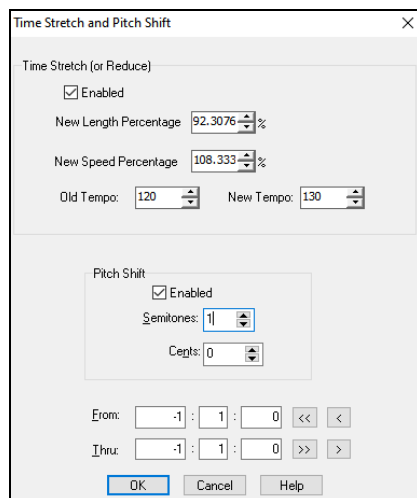 Time Stretch and Pitch Shift
Time Stretch (or Reduce)
Enabled
New Length Percentage 92.3076 %
New Speed Percentage 108.333 %
Old Tempo: 120 New Tempo: 130
Pitch Shift
Enabled
Semitones: 1
Cents: 0
From: -1 : 1 : 0 << <
Thru: -1 : 1 : 0 >> >
OK Cancel Help